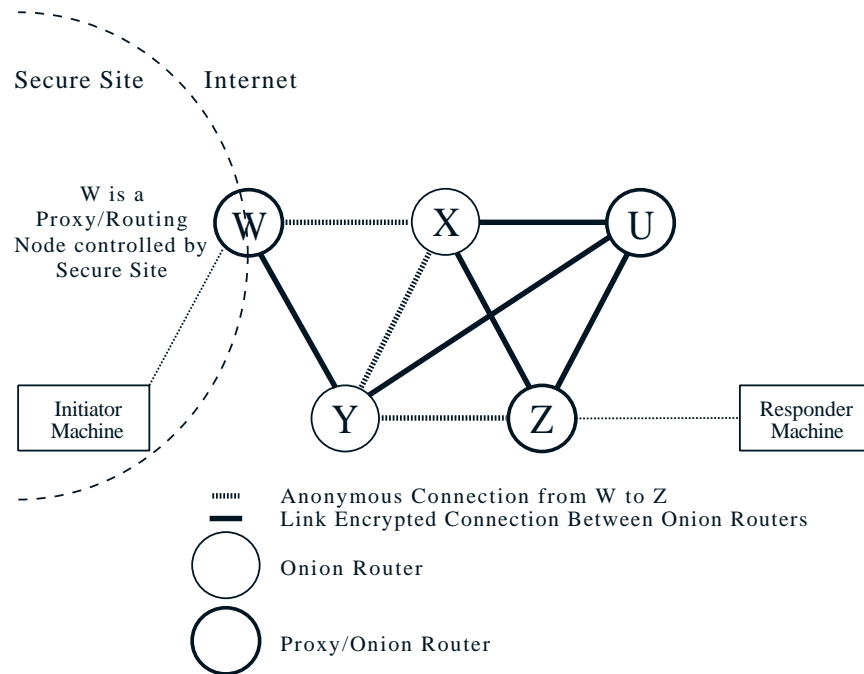 Secure Site
Internet
W is a
Proxy/Routing
Node controlled by
Secure Site
W
X
U
Initiator
Machine
Y
Z
Responder
Machine
Anonymous Connection from W to Z
Link Encrypted Connection Between Onion Routers
Onion Router
Proxy/Onion Router